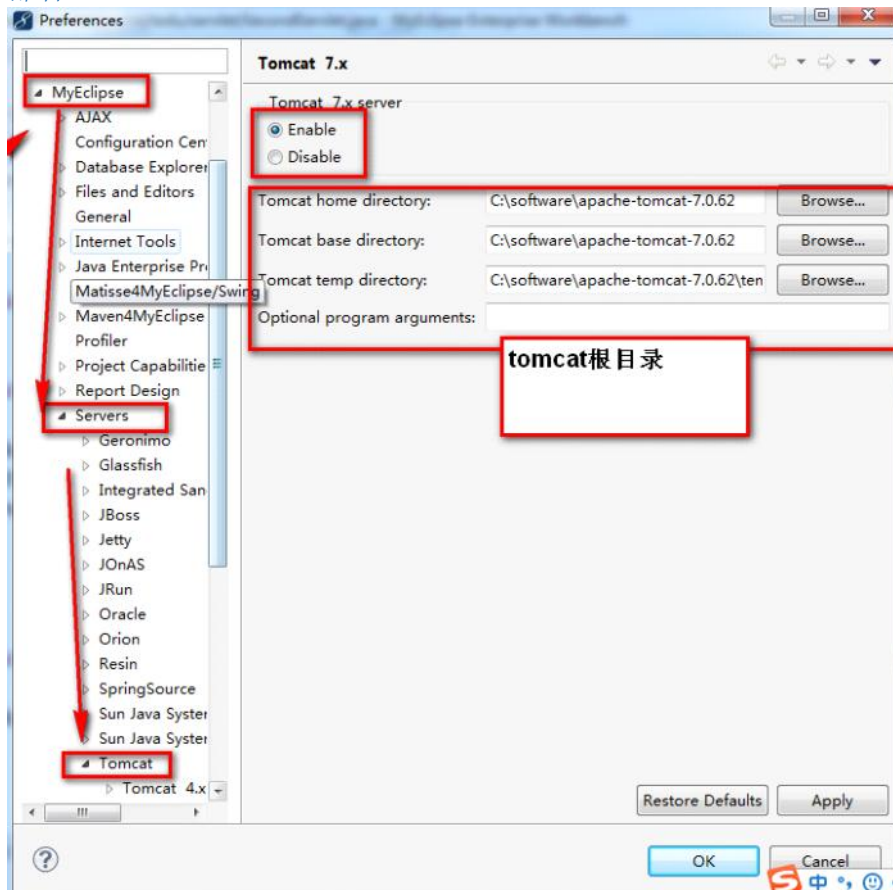 Preferences
Tomcat 7.x
MyEclipse
AJAX
Configuration Cen
Database Explorer
Files and Editors
General
Internet Tools
Java Enterprise Pr
Matisse4MyEclipse/Swing
Maven4MyEclipse
Profiler
Project Capabilitie
Report Design
Servers
Geronimo
Glassfish
Integrated San
JBoss
Jetty
JOnAS
JRun
Oracle
Orion
Resin
SpringSource
Sun Java System
Sun Java System
Tomcat
Tomcat 4.x
Tomcat 7.x server
Enable
Disable
Tomcat home directory: C:\software\apache-tomcat-7.0.62 Browse...
Tomcat base directory: C:\software\apache-tomcat-7.0.62 Browse...
Tomcat temp directory: C:\software\apache-tomcat-7.0.62\ten Browse...
Optional program arguments:
tomcat根目录
Restore Defaults Apply
OK Cancel
中